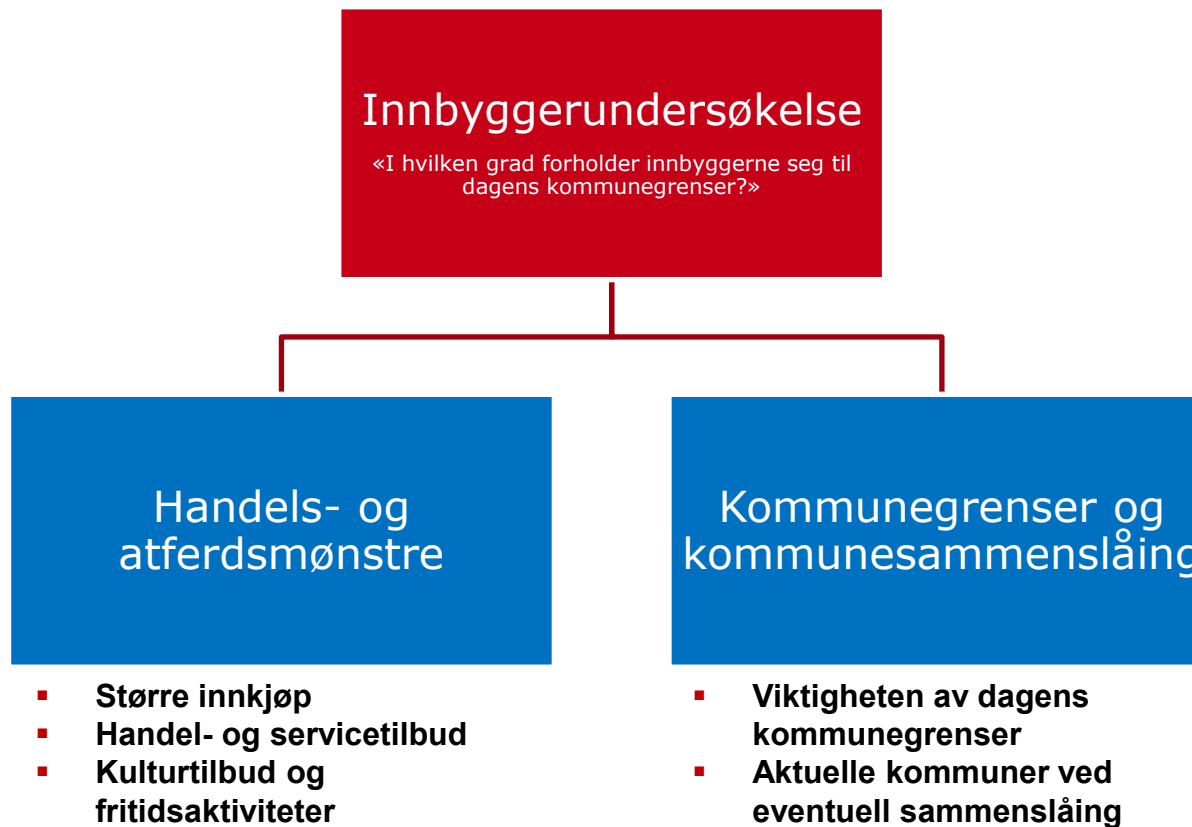 Innbyggerundersøkelse
«I hvilken grad forholder innbyggerne seg til
dagens kommunegrenser?»
Handels- og
atferdsmønstre
Kommunegrenser og
kommunesammenslåing
▪ Større innkjøp
▪ Handel- og servicetilbud
▪ Kulturtilbud og
fritidsaktiviteter
▪ Viktigheten av dagens
kommunegrenser
▪ Aktuelle kommuner ved
eventuell sammenslåing